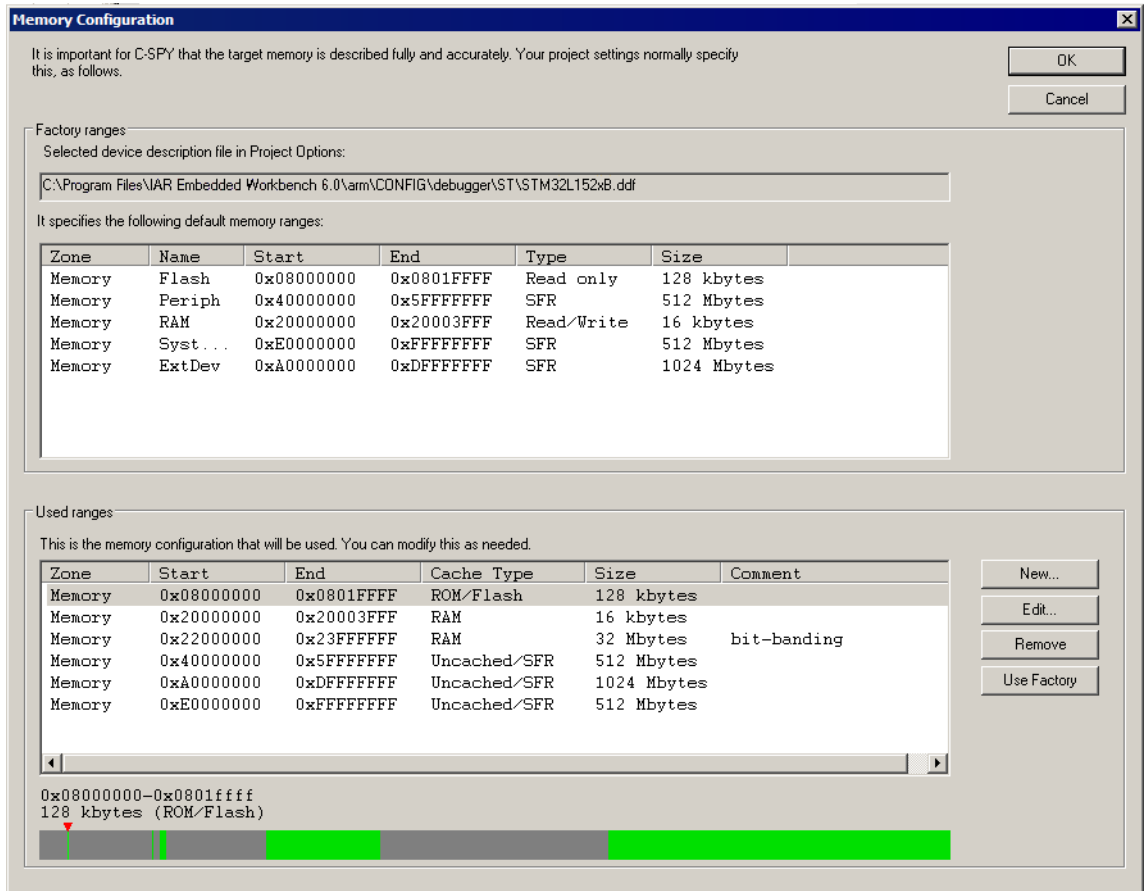 Memory Configuration
It is important for C-SPY that the target memory is described fully and accurately. Your project settings normally specify
this, as follows.
OK
Cancel
Factory ranges
Selected device description file in Project Options:
C:\Program Files\IAR Embedded Workbench 6.0\arm\CONFIG\debugger\ST\STM32L152xB.ddf
It specifies the following default memory ranges:
Zone Name Start End Type Size
Memory Flash 0x08000000 0x0801FFFF Read only 128 kbytes
Memory Periph 0x40000000 0x5FFFFFFF SFR 512 Mbytes
Memory RAM 0x20000000 0x20003FFF Read/Write 16 kbytes
Memory Syst... 0xE0000000 0xFFFFFFFF SFR 512 Mbytes
Memory ExtDev 0xA0000000 0xDFFFFFFF SFR 1024 Mbytes
Used ranges
This is the memory configuration that will be used. You can modify this as needed.
Zone Start End Cache Type Size Comment
Memory 0x08000000 0x0801FFFF ROM/Flash 128 kbytes
Memory 0x20000000 0x20003FFF RAM 16 kbytes
Memory 0x22000000 0x23FFFFFF RAM 32 Mbytes bit-banding
Memory 0x40000000 0x5FFFFFFF Uncached/SFR 512 Mbytes
Memory 0xA0000000 0xDFFFFFFF Uncached/SFR 1024 Mbytes
Memory 0xE0000000 0xFFFFFFFF Uncached/SFR 512 Mbytes
New...
Edit...
Remove
Use Factory
0x08000000-0x0801ffff
128 kbytes (ROM/Flash)